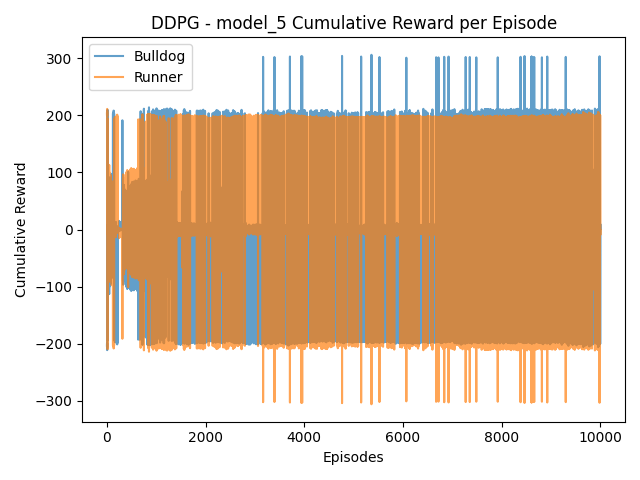 DDPG - model_5 Cumulative Reward per Episode
Bulldog
Runner
Cumulative Reward
300
200
100
0
−100
−200
−300
0 2000 4000 6000 8000 10000
Episodes